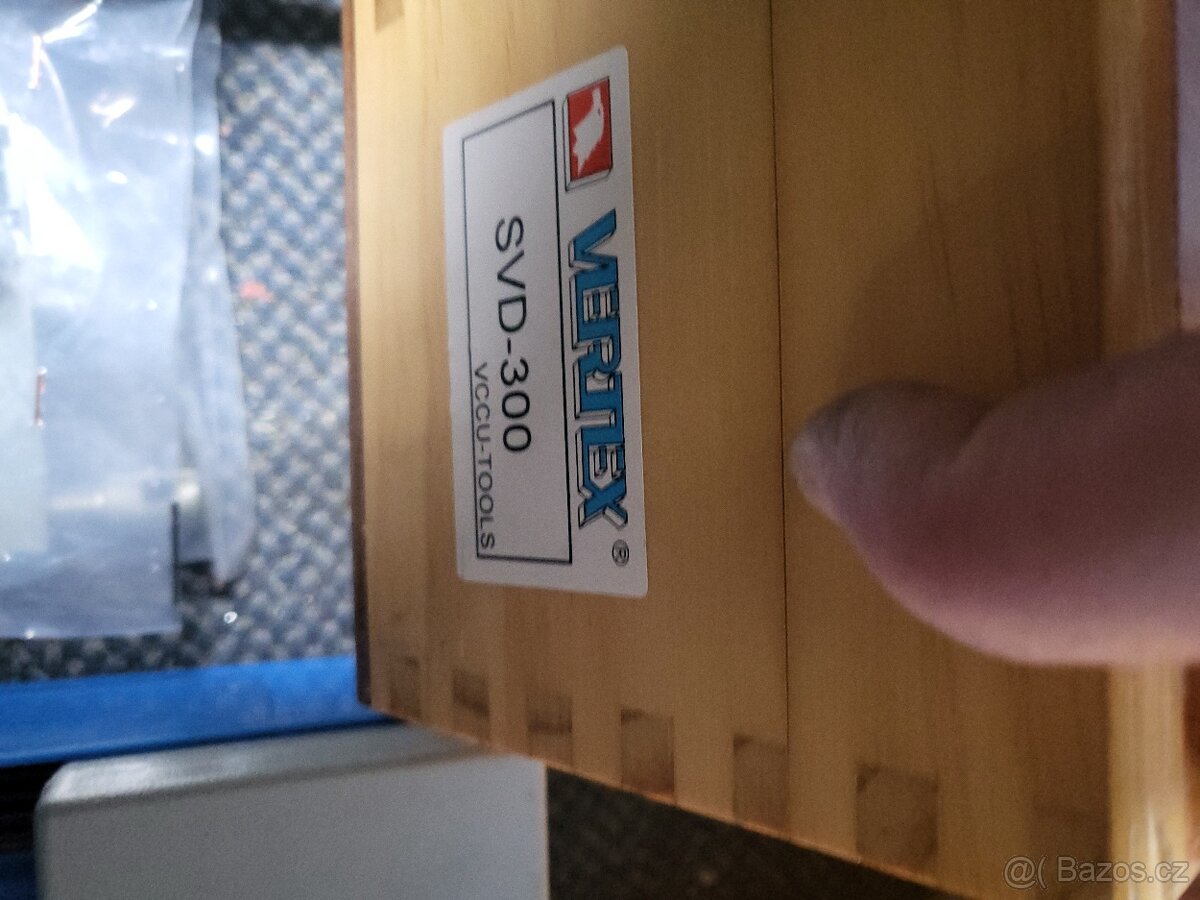 VERTEX®
SVD-300
VCCU-TOOLS
@( Bazos.cz